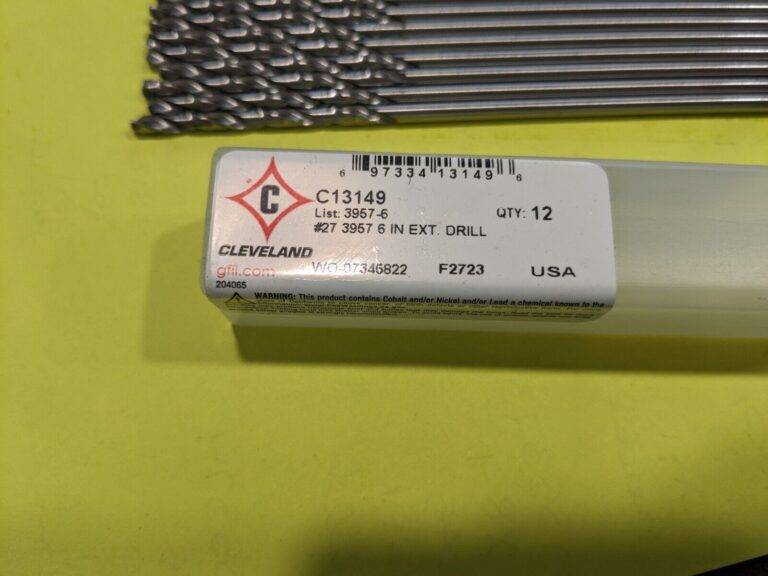 6 97334 13149 6
C
C13149
List: 3957-6
QTY: 12
#27 3957 6 IN EXT. DRILL
CLEVELAND
gfii.com
WO-07346822 F2723 USA
204065
WARNING: This product contains Cobalt and/or Nickel and/or Lead a chemical known to the